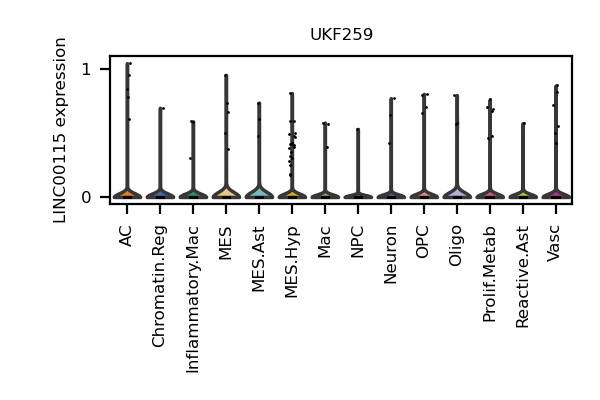 UKF259
LINC00115 expression
1
0
AC
Chromatin.Reg
Inflammatory.Mac
MES
MES.Ast
MES.Hyp
Mac
NPC
Neuron
OPC
Oligo
Prolif.Metab
Reactive.Ast
Vasc